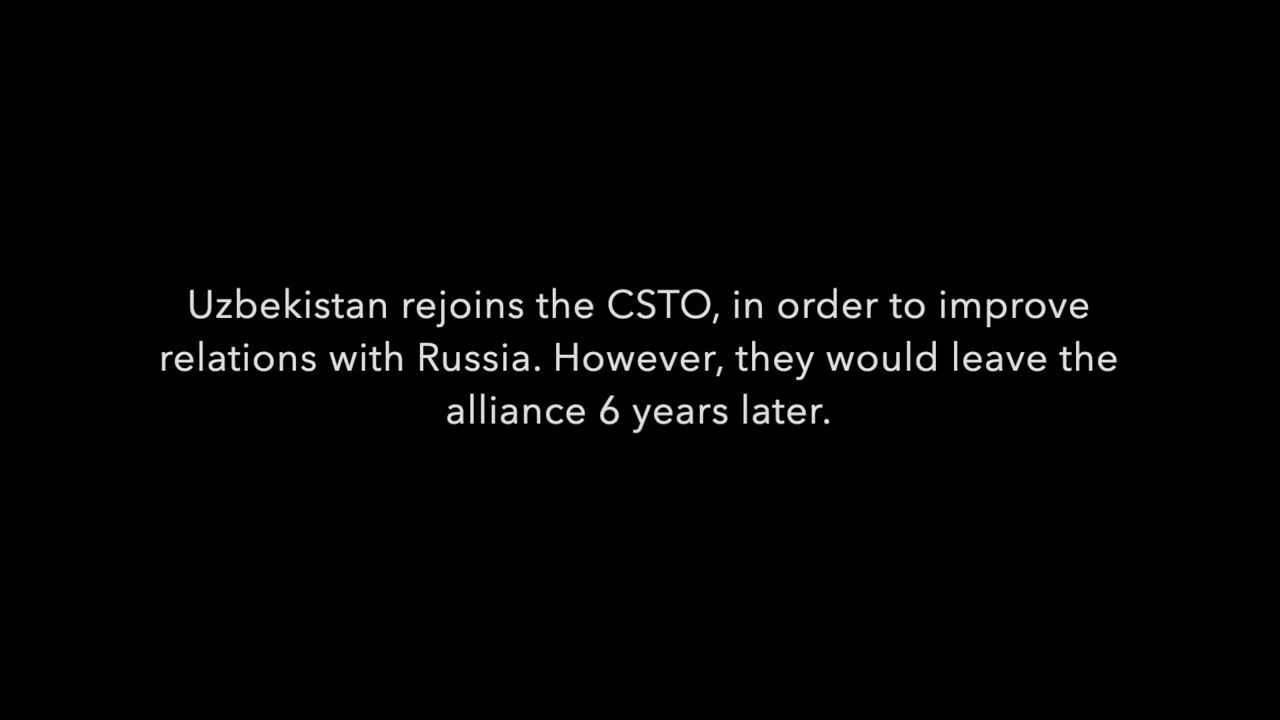 Uzbekistan rejoins the CSTO, in order to improve
relations with Russia. However, they would leave the
alliance 6 years later.